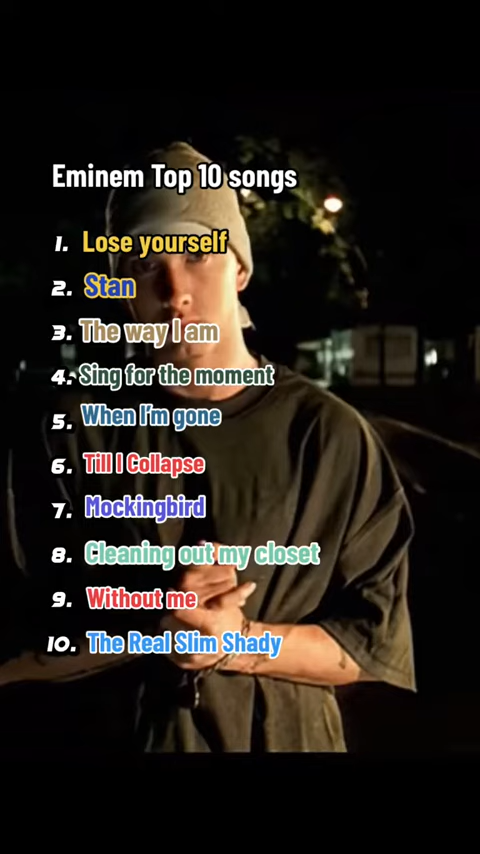 Eminem Top 10 songs
1. Lose yourself
2. Stan
3. The way I am
4. Sing for the moment
5. When I'm gone
6. Till I Collapse
7. Mockingbird
8. Cleaning out my closet
9. Without me
10. The Real Slim Shady